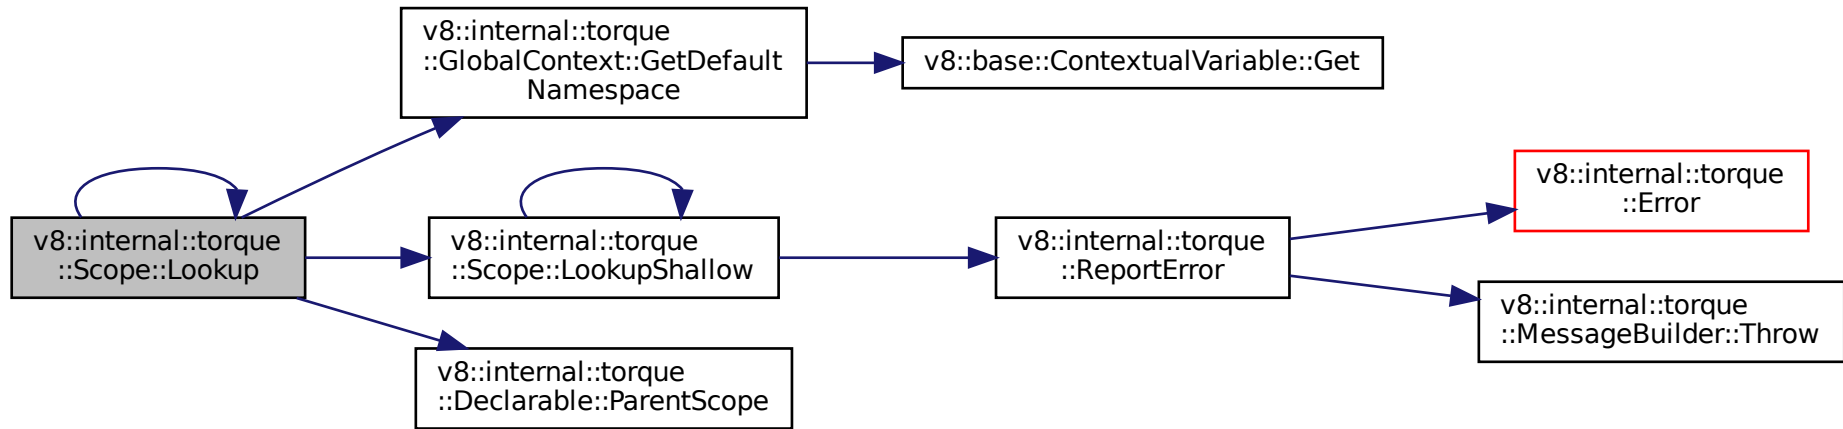 v8::internal::torque
::GlobalContext::GetDefault
Namespace
v8::base::ContextualVariable::Get
v8::internal::torque
::Scope::Lookup
v8::internal::torque
::Scope::LookupShallow
v8::internal::torque
::ReportError
v8::internal::torque
::Error
v8::internal::torque
::MessageBuilder::Throw
v8::internal::torque
::Declarable::ParentScope